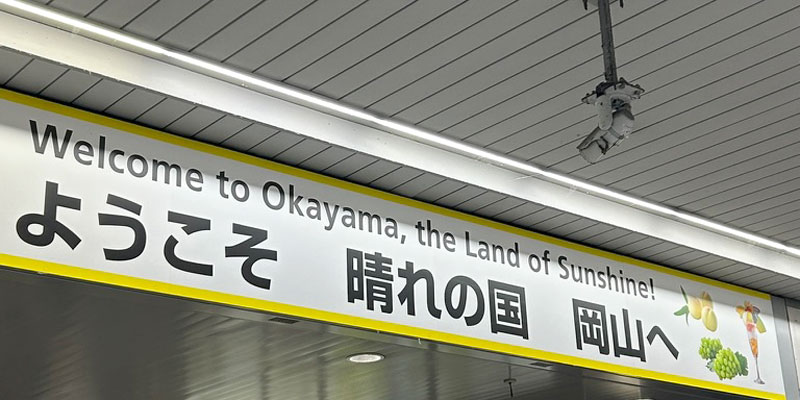 Welcome to Okayama, the Land of Sunshine!
ようこそ　晴れの国　岡山へ